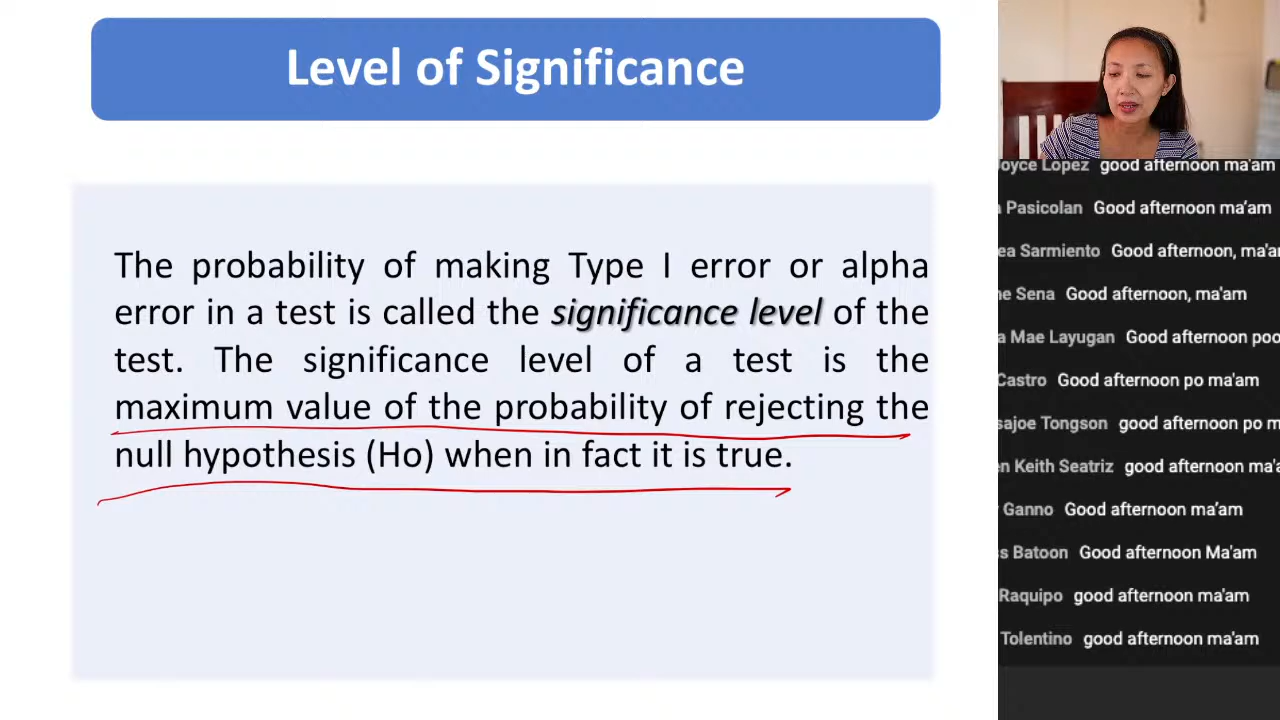 Level of Significance
The probability of making Type I error or alpha
error in a test is called the significance level of the
test. The significance level of a test is the
maximum value of the probability of rejecting the
null hypothesis (Ho) when in fact it is true.
Joyce Lopez good afternoon ma'am
Pasicolan Good afternoon ma'am
Sarmiento Good afternoon, ma'am
Sena Good afternoon, ma'am
Mae Layugan Good afternoon poo
Castro Good afternoon po ma'am
Tongson good afternoon po m
Keith Seatriz good afternoon ma'a
Ganno Good afternoon ma'am
Batoon Good afternoon Ma'am
Raquipo good afternoon ma'am
Tolentino good afternoon ma'am